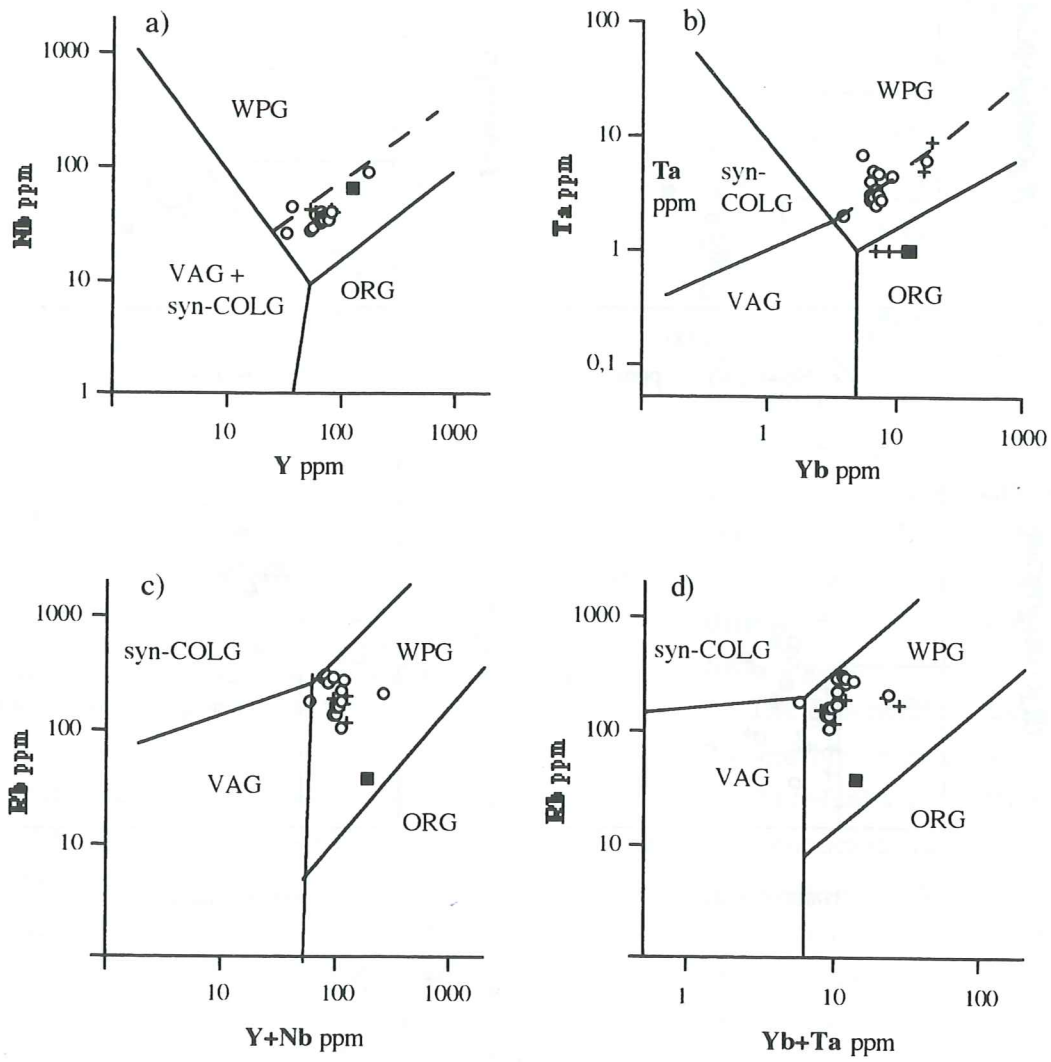 a)
1000
WPG
100
Nb ppm
10
VAG +
syn-COLG
ORG
1
10 100 1000
Y ppm
b)
100
WPG
10
Ta
ppm
syn-
COLG
Ta ppm
1
VAG
ORG
0,1
1 10 1000
Yb ppm
c)
1000
syn-COLG
WPG
100
Rb ppm
VAG
ORG
10
10 100 1000
Y+Nb ppm
d)
1000
syn-COLG
WPG
100
Rb ppm
VAG
ORG
10
1 10 100
Yb+Ta ppm